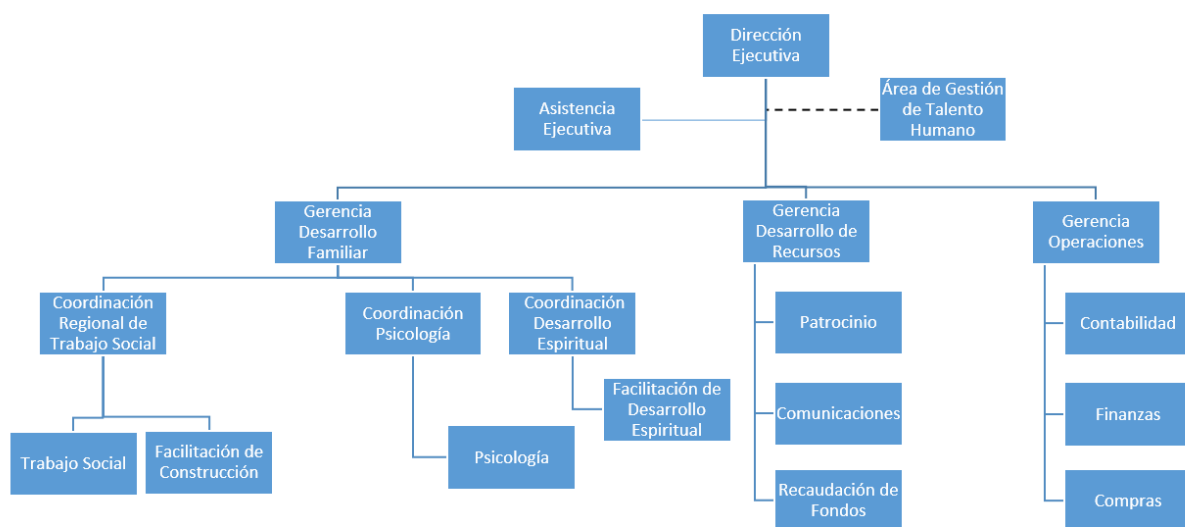 Dirección
Ejecutiva
Asistencia
Ejecutiva
Área de Gestión
de Talento
Humano
Gerencia
Desarrollo
Familiar
Gerencia
Desarrollo de
Recursos
Gerencia
Operaciones
Coordinación
Regional de
Trabajo Social
Coordinación
Psicología
Coordinación
Desarrollo
Espiritual
Patrocinio
Contabilidad
Facilitación de
Desarrollo
Espiritual
Comunicaciones
Finanzas
Trabajo Social
Facilitación de
Construcción
Psicología
Recaudación de
Fondos
Compras